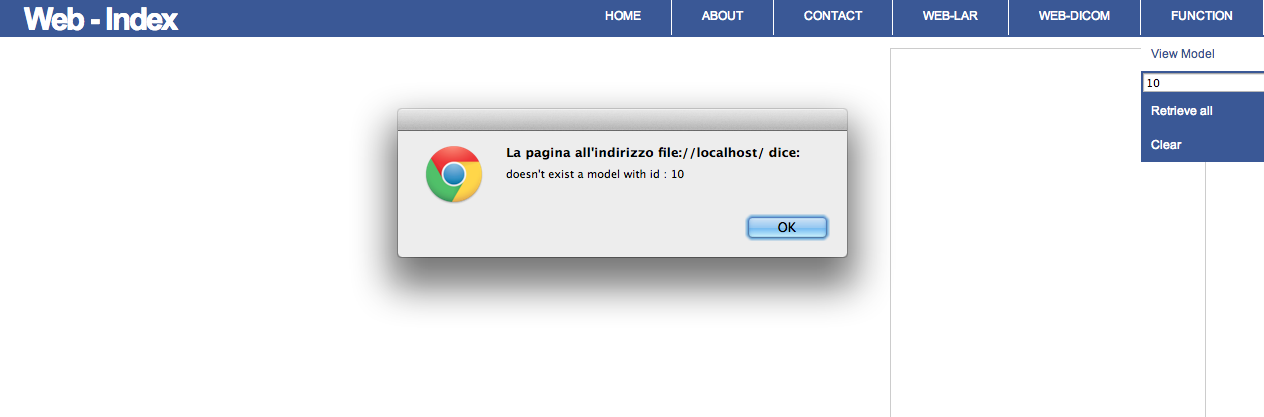 Web - Index
HOME ABOUT CONTACT WEB-LAR WEB-DICOM FUNCTION
View Model
10
Retrieve all
Clear
La pagina all'indirizzo file://localhost/ dice:
doesn't exist a model with id : 10
OK